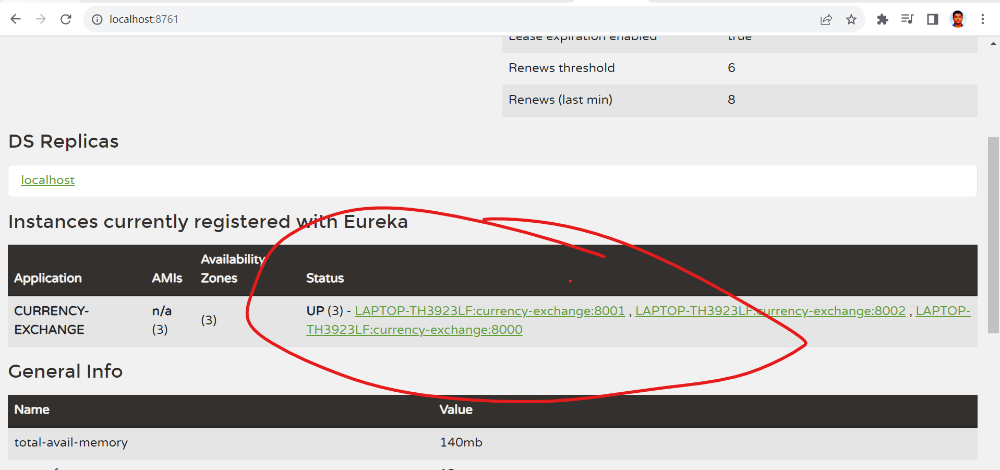 localhost:8761
Lease expiration enabled true
Renews threshold 6
Renews (last min) 8
DS Replicas
localhost
Instances currently registered with Eureka
Application AMIs Availability Zones Status
CURRENCY-EXCHANGE n/a (3) (3) UP (3) - LAPTOP-TH3923LF:currency-exchange:8001 , LAPTOP-TH3923LF:currency-exchange:8002 , LAPTOP-
TH3923LF:currency-exchange:8000
General Info
Name Value
total-avail-memory 140mb